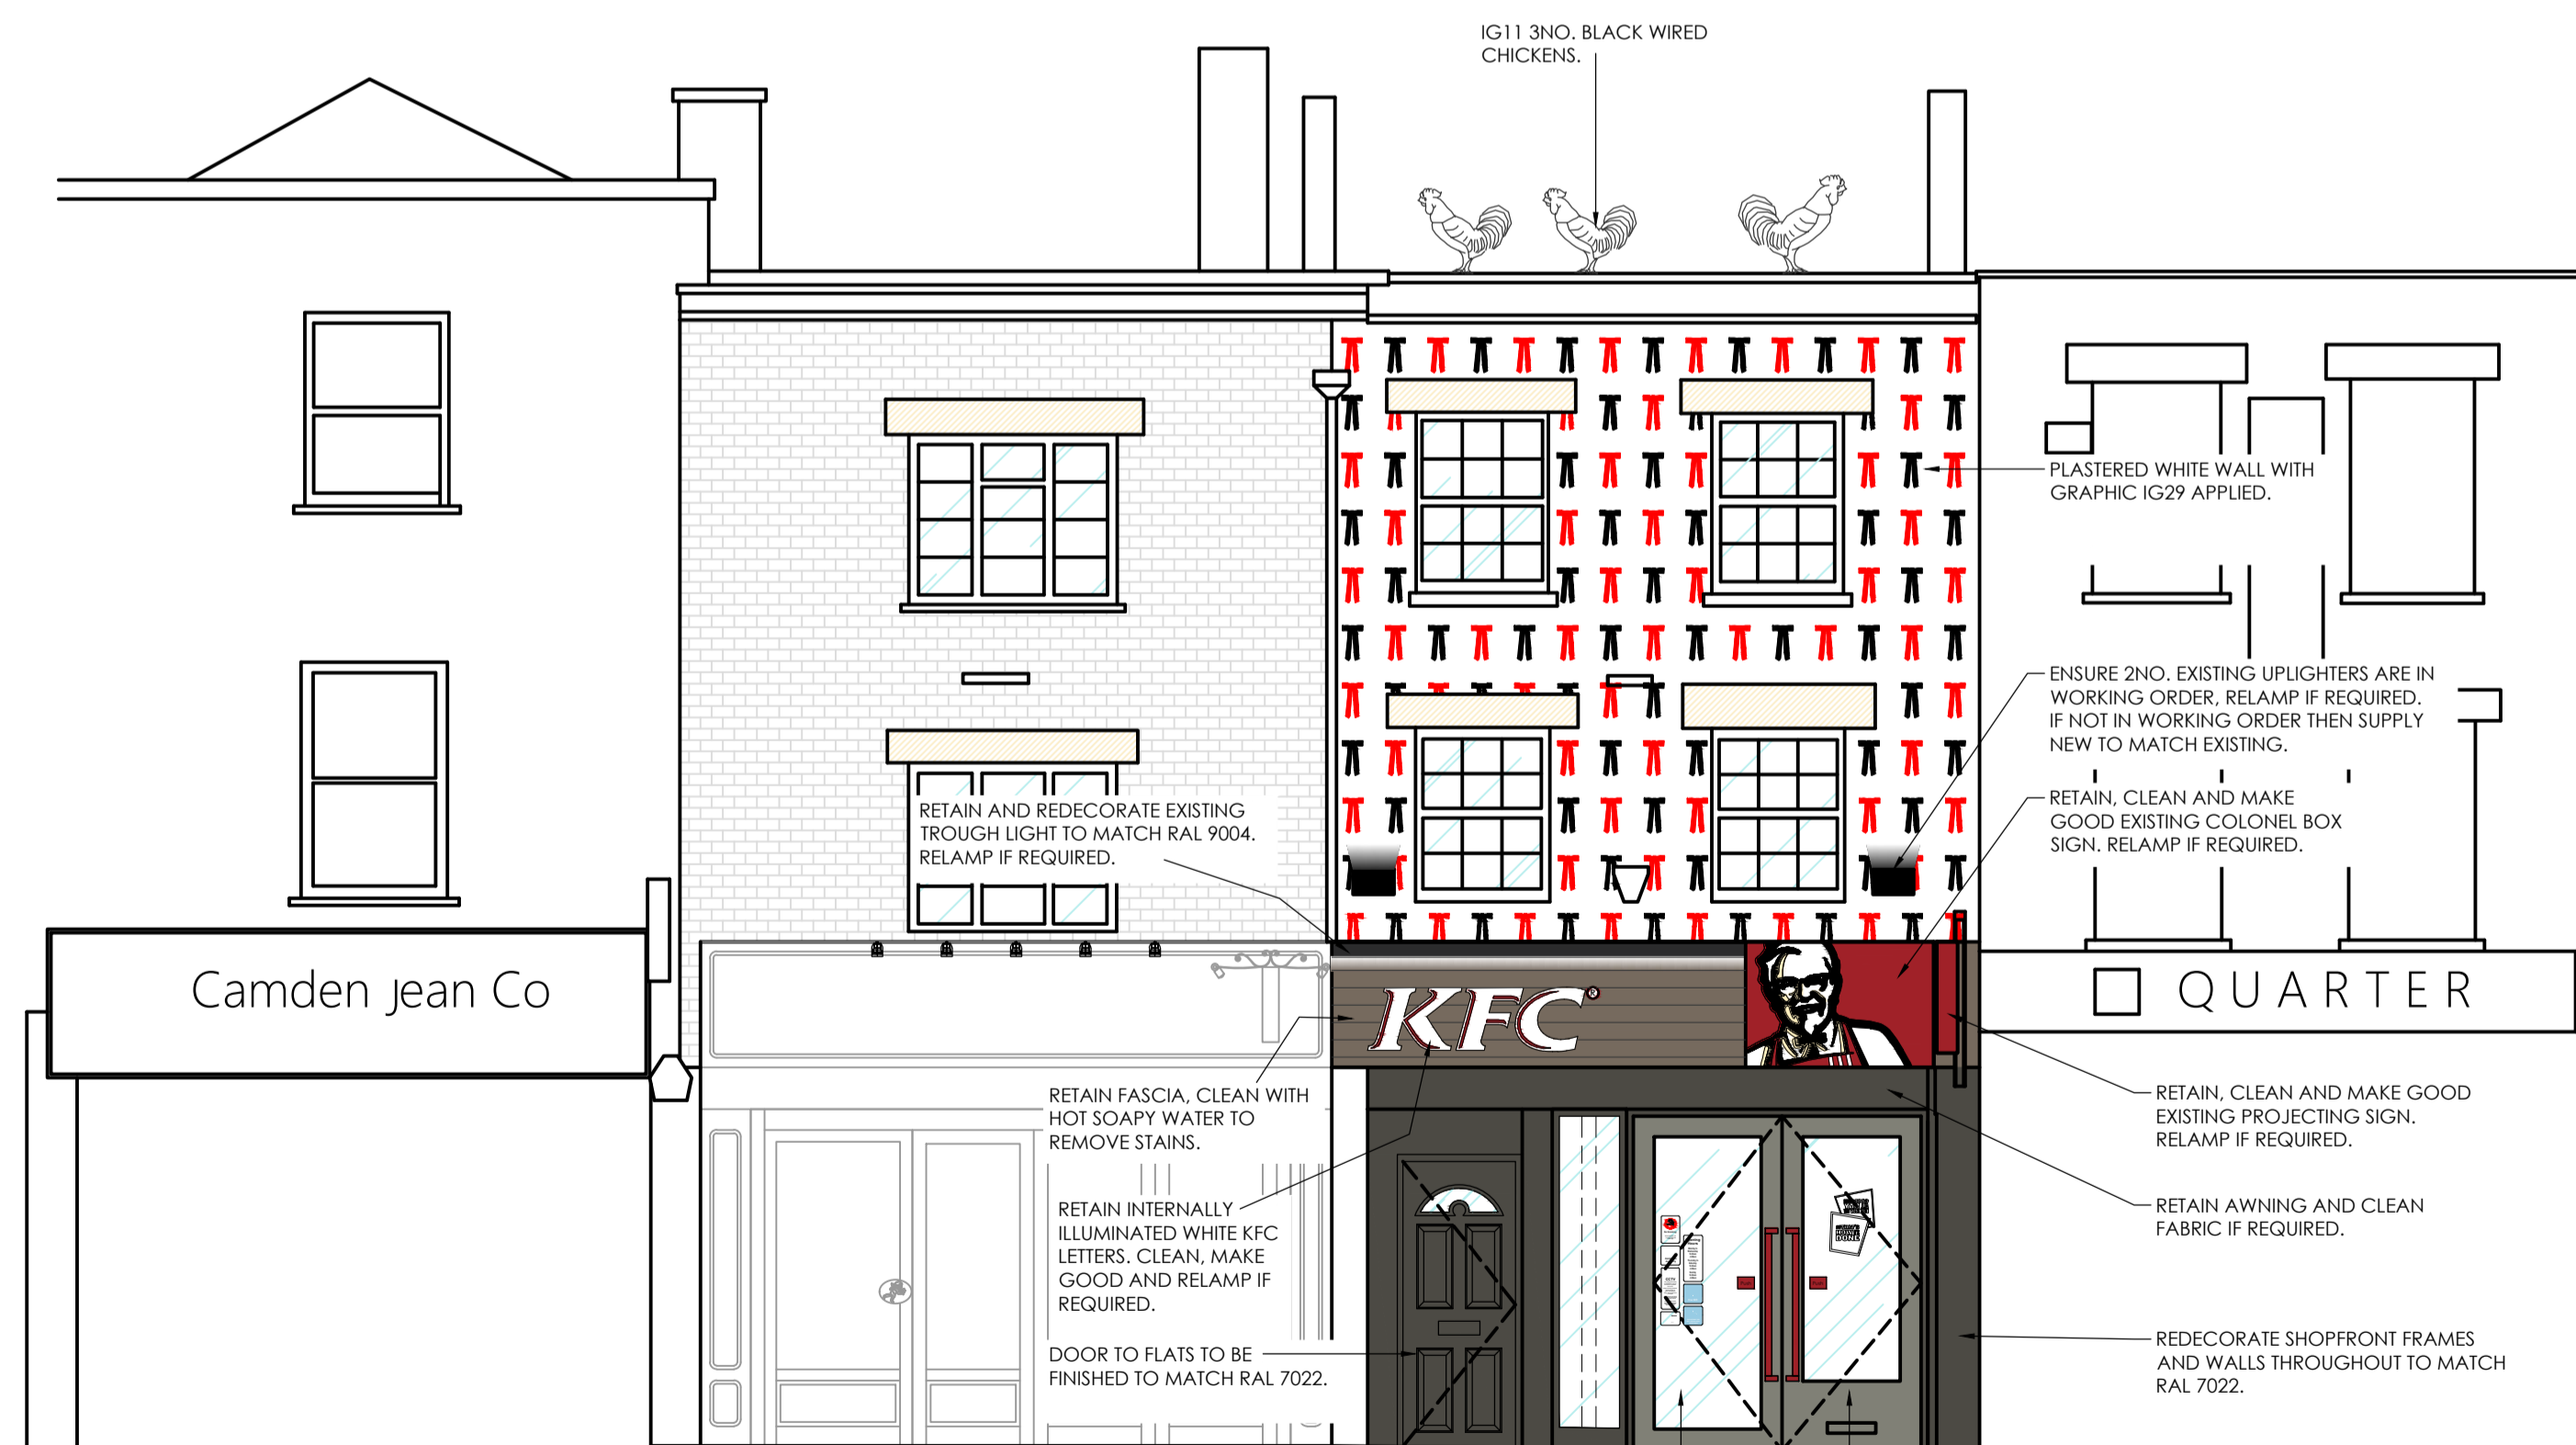 IG11 3NO. BLACK WIRED
CHICKENS.
PLASTERED WHITE WALL WITH
GRAPHIC IG29 APPLIED.
ENSURE 2NO. EXISTING UPLIGHTERS ARE IN
WORKING ORDER, RELAMP IF REQUIRED.
IF NOT IN WORKING ORDER THEN SUPPLY
NEW TO MATCH EXISTING.
RETAIN, CLEAN AND MAKE
GOOD EXISTING COLONEL BOX
SIGN. RELAMP IF REQUIRED.
RETAIN AND REDECORATE EXISTING
TROUGH LIGHT TO MATCH RAL 9004.
RELAMP IF REQUIRED.
Camden Jean Co
KFC®
QUARTER
RETAIN FASCIA, CLEAN WITH
HOT SOAPY WATER TO
REMOVE STAINS.
RETAIN, CLEAN AND MAKE GOOD
EXISTING PROJECTING SIGN.
RELAMP IF REQUIRED.
RETAIN INTERNALLY
ILLUMINATED WHITE KFC
LETTERS. CLEAN, MAKE
GOOD AND RELAMP IF
REQUIRED.
RETAIN AWNING AND CLEAN
FABRIC IF REQUIRED.
DOOR TO FLATS TO BE
FINISHED TO MATCH RAL 7022.
REDECORATE SHOPFRONT FRAMES
AND WALLS THROUGHOUT TO MATCH
RAL 7022.